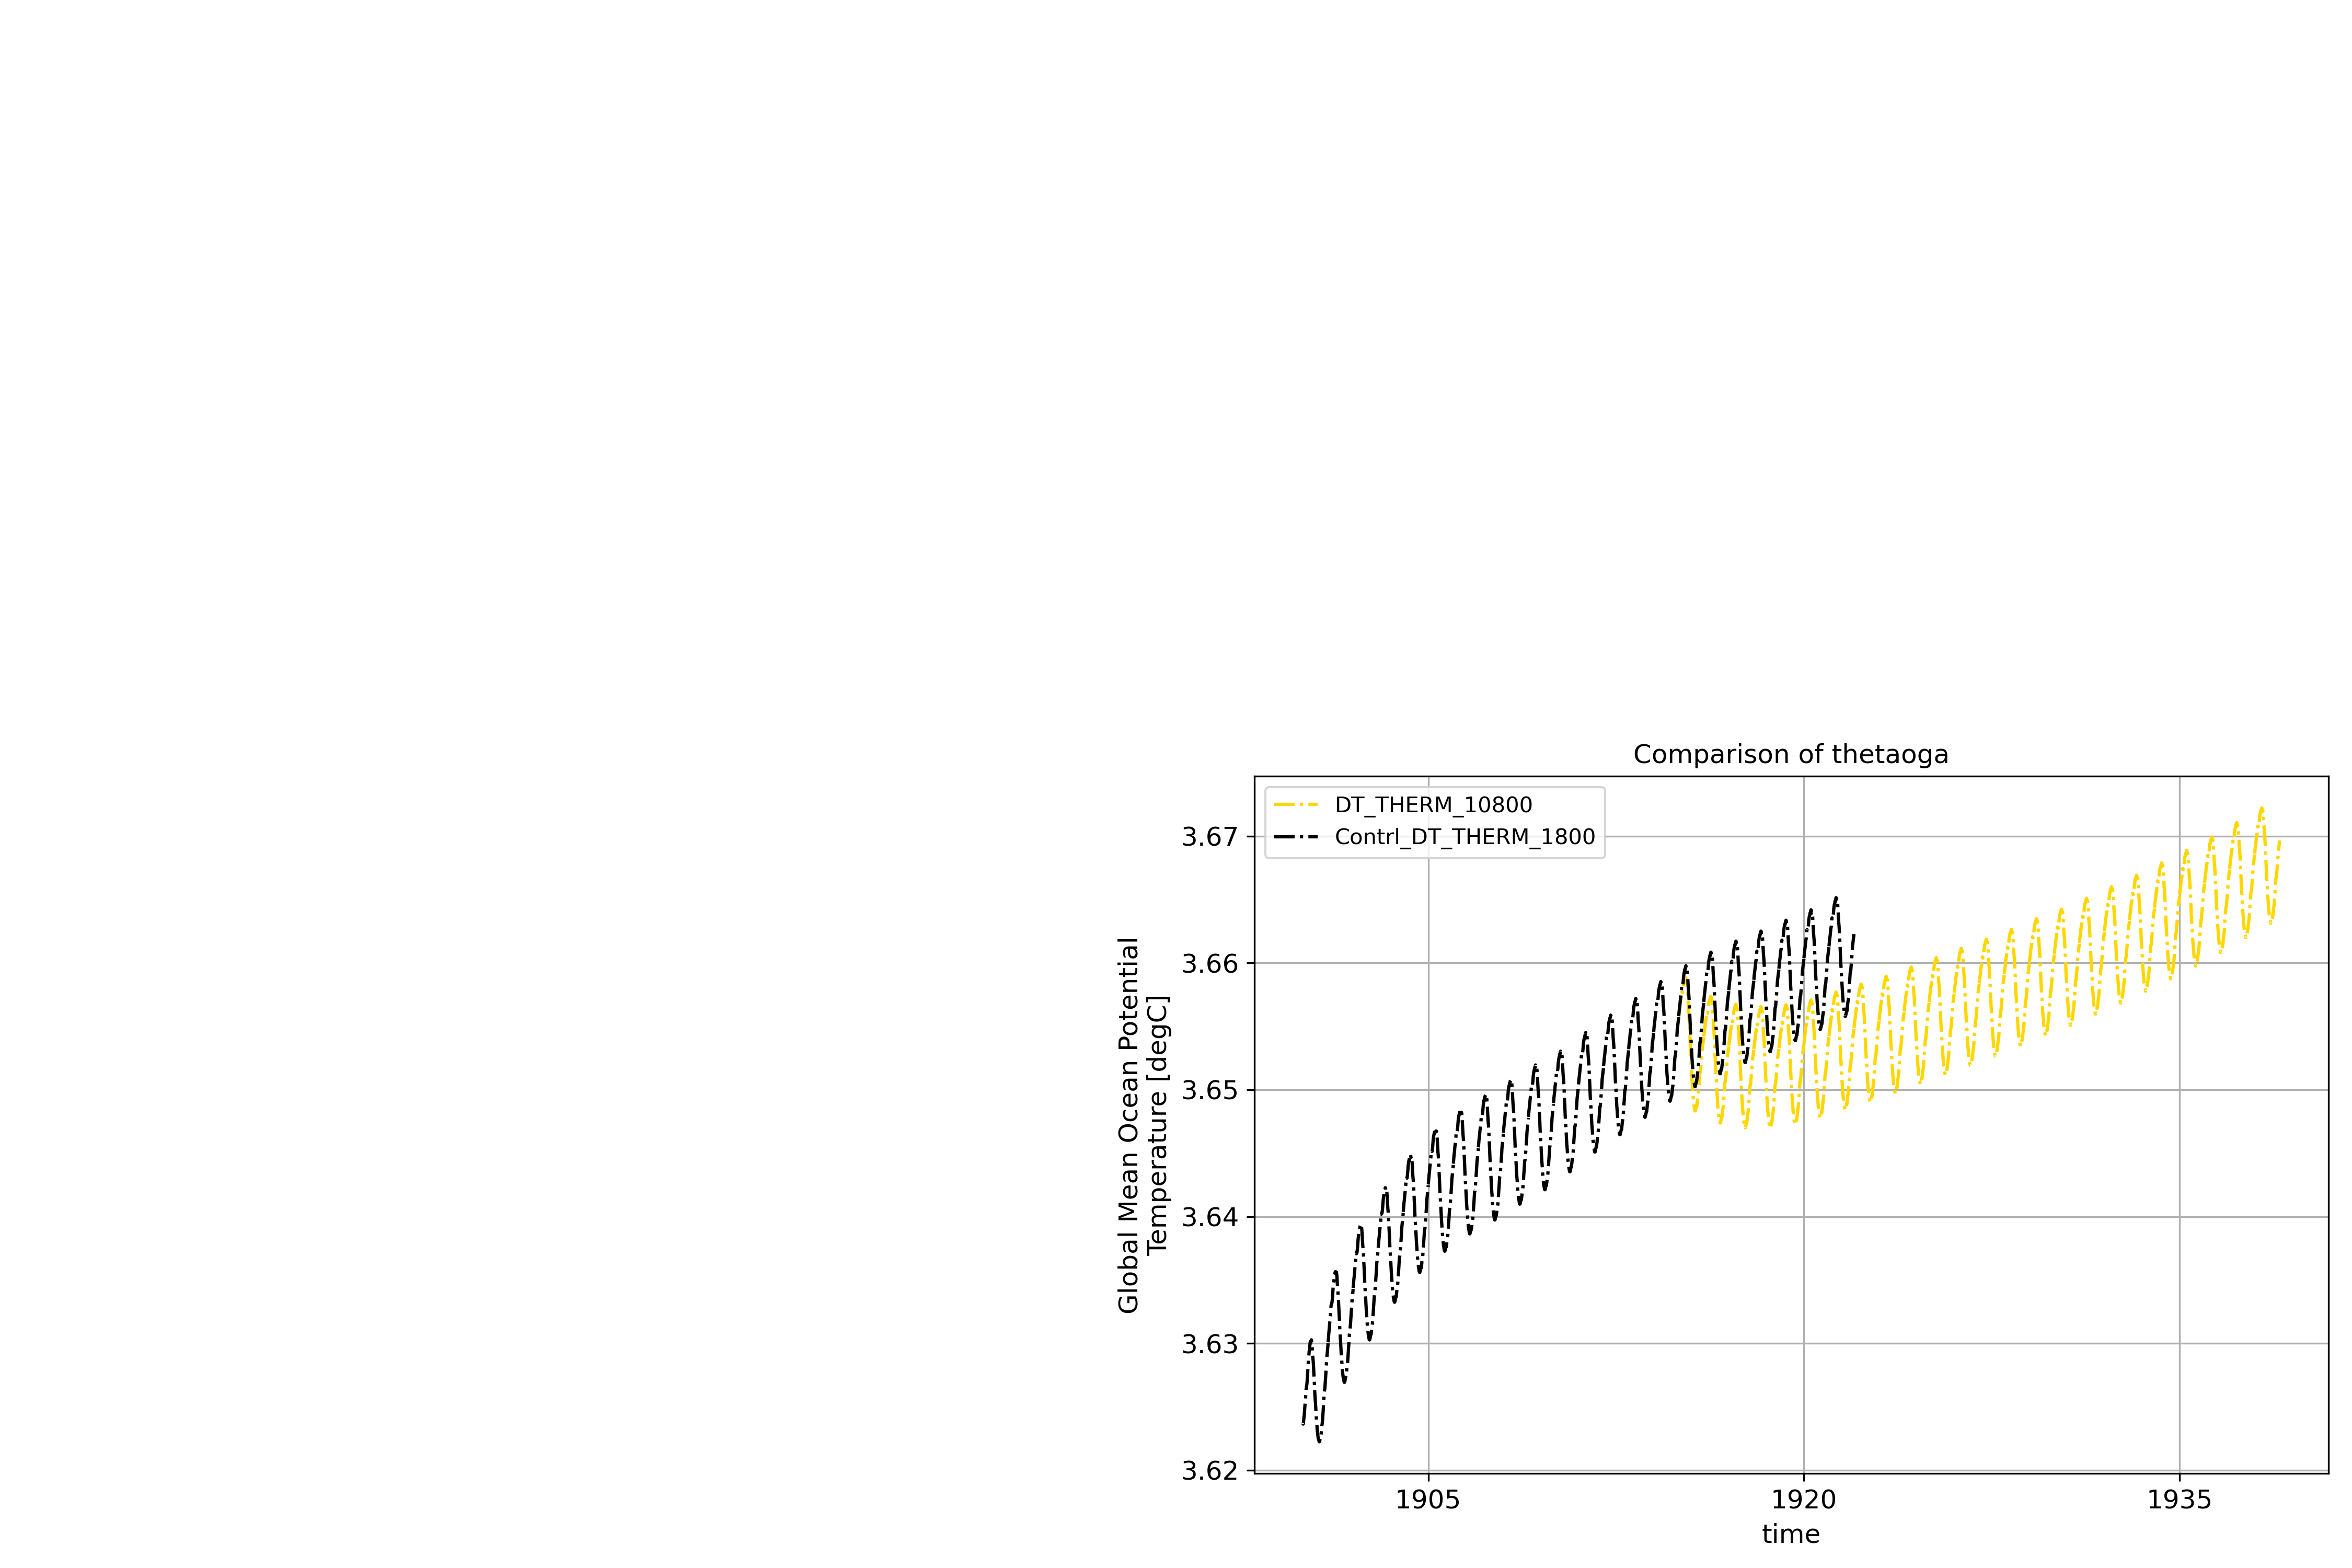 Comparison of thetaoga
DT_THERM_10800
Contrl_DT_THERM_1800
Global Mean Ocean Potential
Temperature [degC]
3.67
3.66
3.65
3.64
3.63
3.62
1905
1920
1935
time